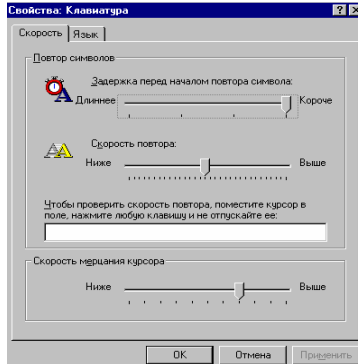 Свойства: Клавиатура
Скорость Язык
Повтор символов
Задержка перед началом повтора символа:
Длиннее Короче
Скорость повтора:
Ниже Выше
Чтобы проверить скорость повтора, поместите курсор в
поле, нажмите любую клавишу и не отпускайте ее:
Скорость мерцания курсора
Ниже Выше
OK Отмена Применить